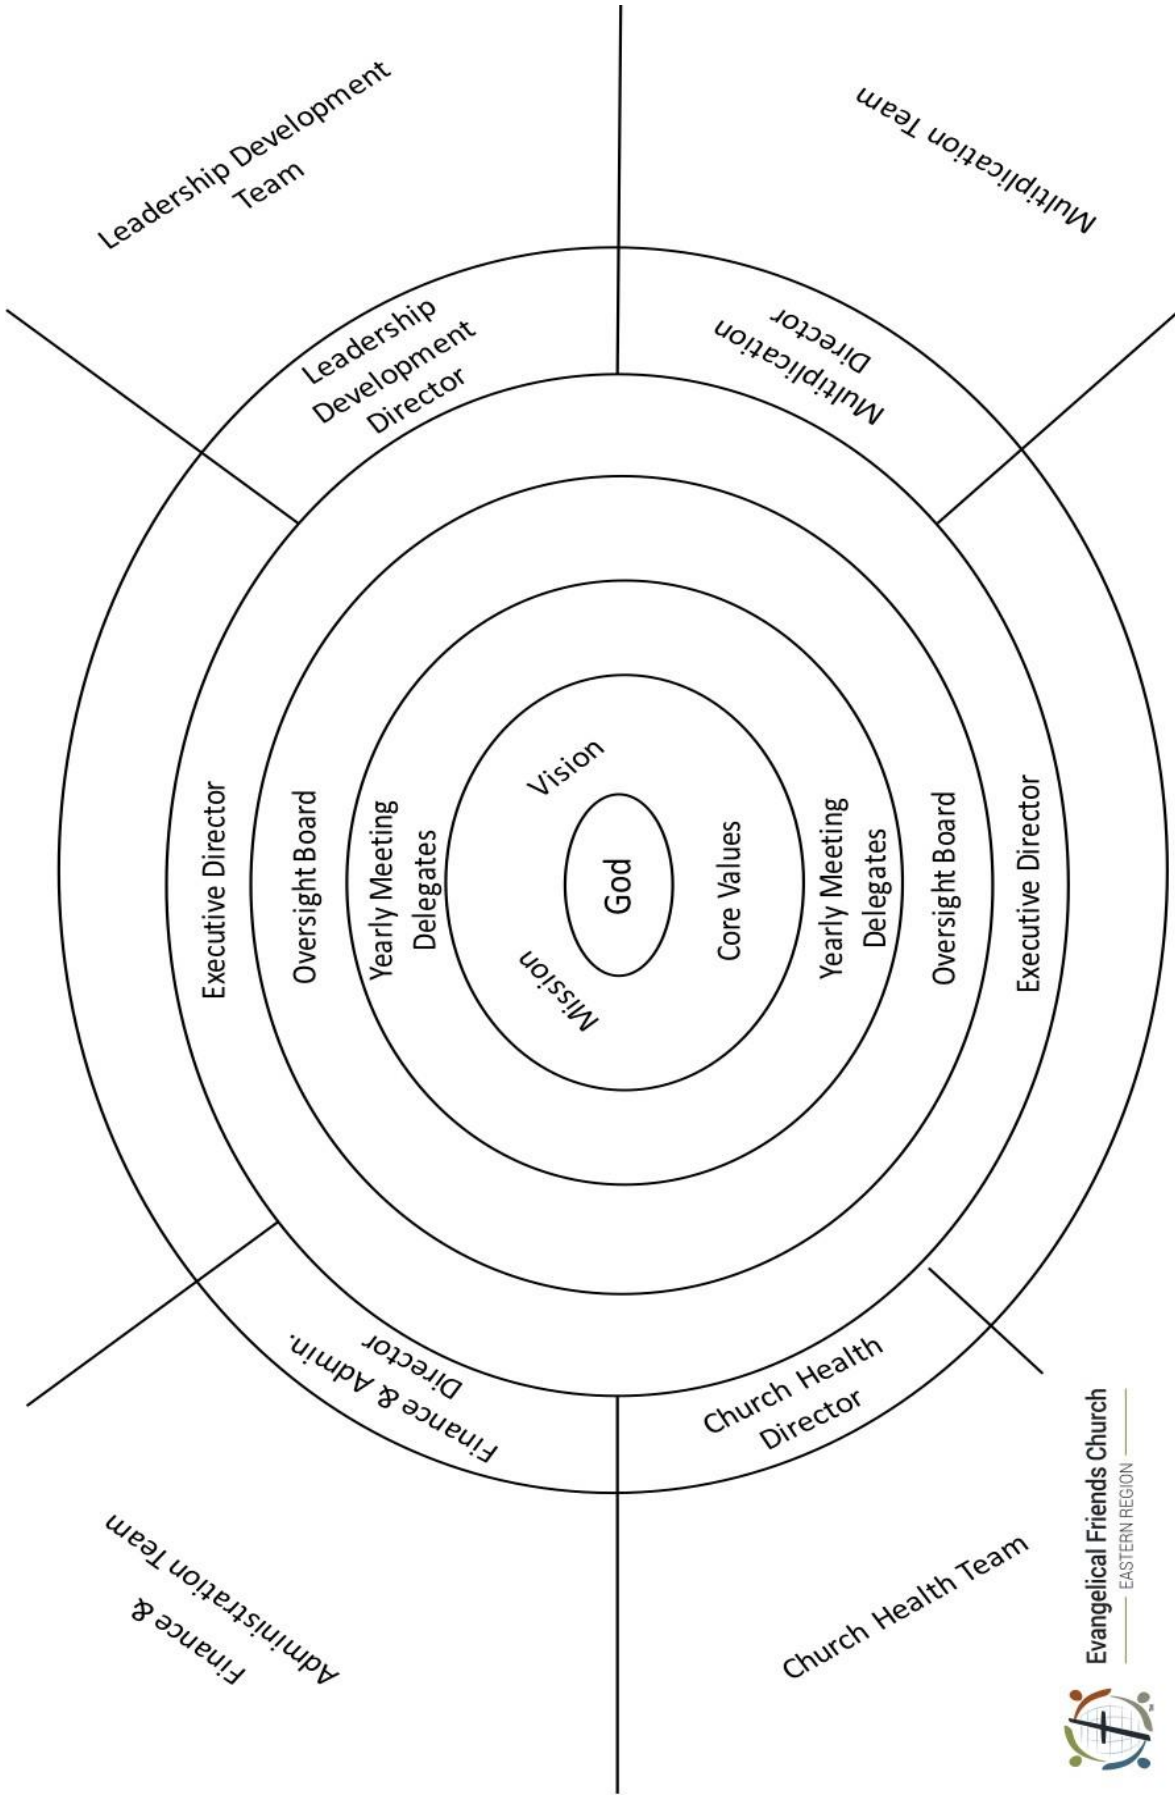 Leadership Development
Team
Multiplication Team
Leadership
Development
Director
Multiplication
Director
Executive Director
Oversight Board
Yearly Meeting
Delegates
Vision
Mission
God
Core Values
Yearly Meeting
Delegates
Oversight Board
Executive Director
Finance & Admin.
Director
Church Health
Director
Finance &
Administration Team
Church Health Team
Evangelical Friends Church
EASTERN REGION
TM